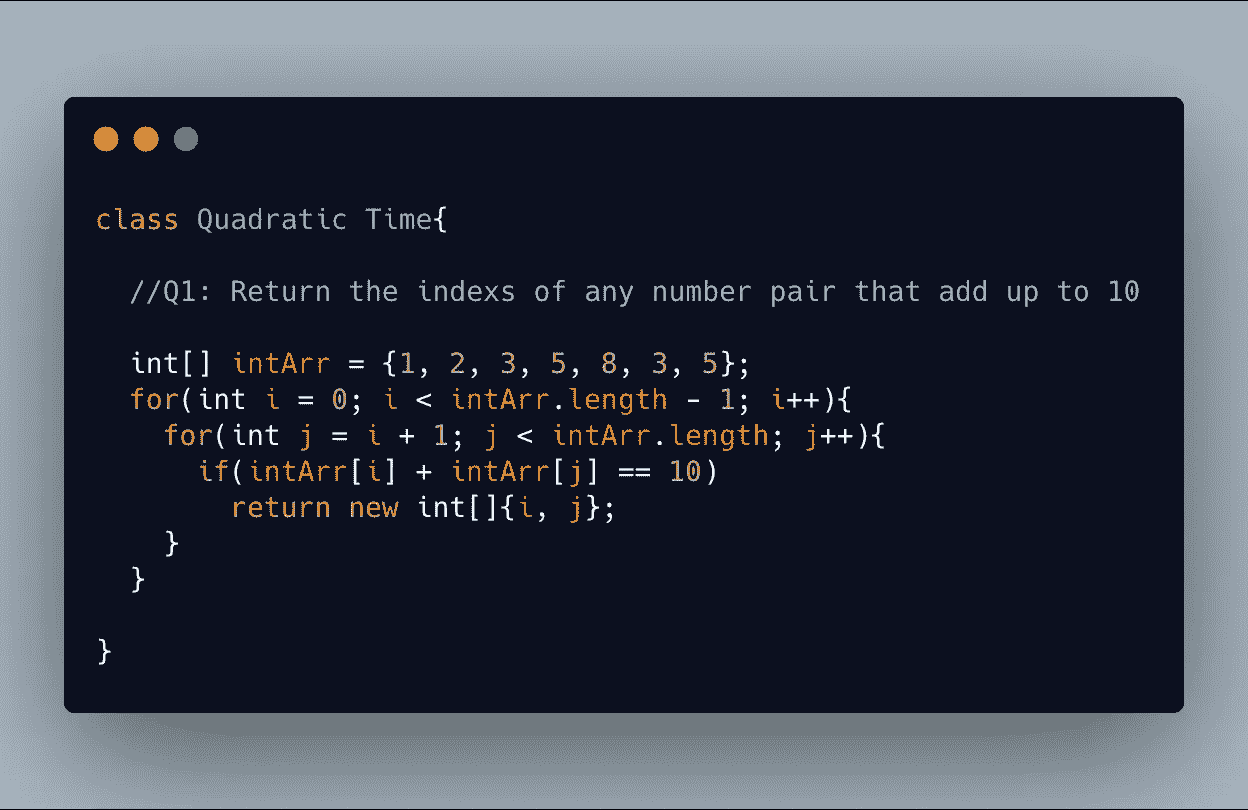 class Quadratic Time{
//Q1: Return the indexs of any number pair that add up to 10
int[] intArr = {1, 2, 3, 5, 8, 3, 5};
for(int i = 0; i < intArr.length - 1; i++){
for(int j = i + 1; j < intArr.length; j++){
if(intArr[i] + intArr[j] == 10)
return new int[]{i, j};
}
}
}